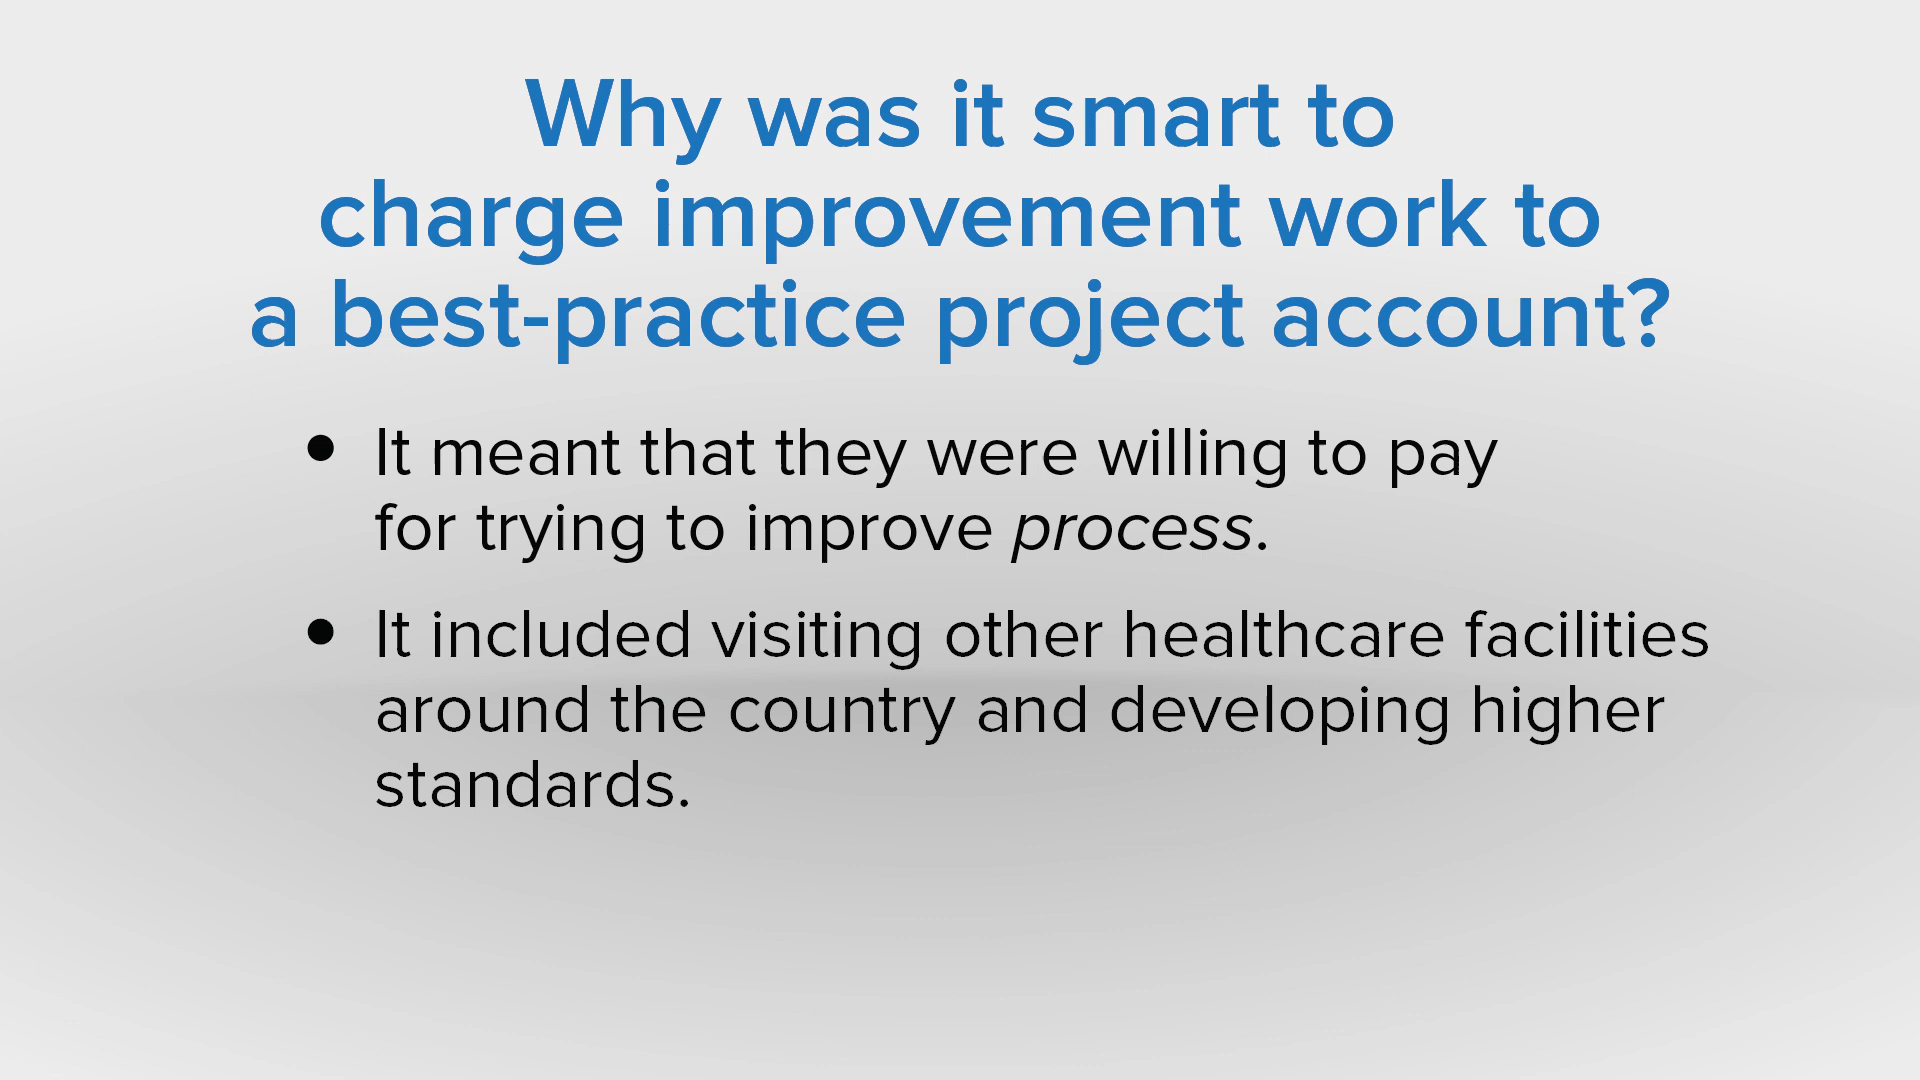 Why was it smart to
charge improvement work to
a best-practice project account?
• It meant that they were willing to pay
for trying to improve process.
• It included visiting other healthcare facilities
around the country and developing higher
standards.